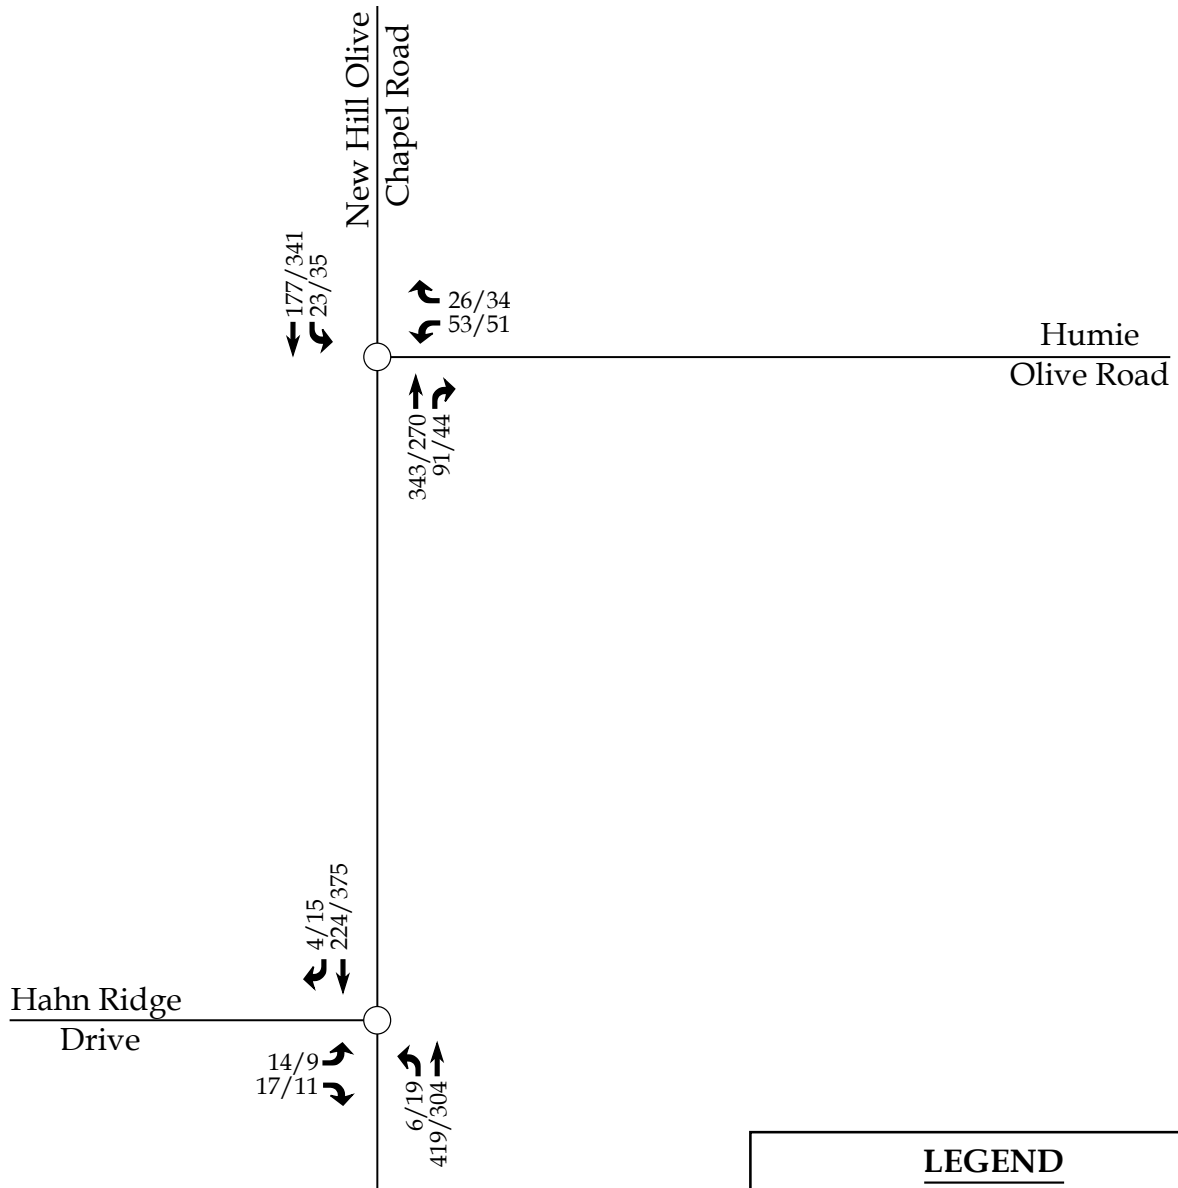 New Hill Olive
Chapel Road
177/341
23/35
26/34
53/51
Humie
Olive Road
343/270
91/44
4/15
224/375
Hahn Ridge
Drive
14/9
17/11
6/19
419/304
LEGEND